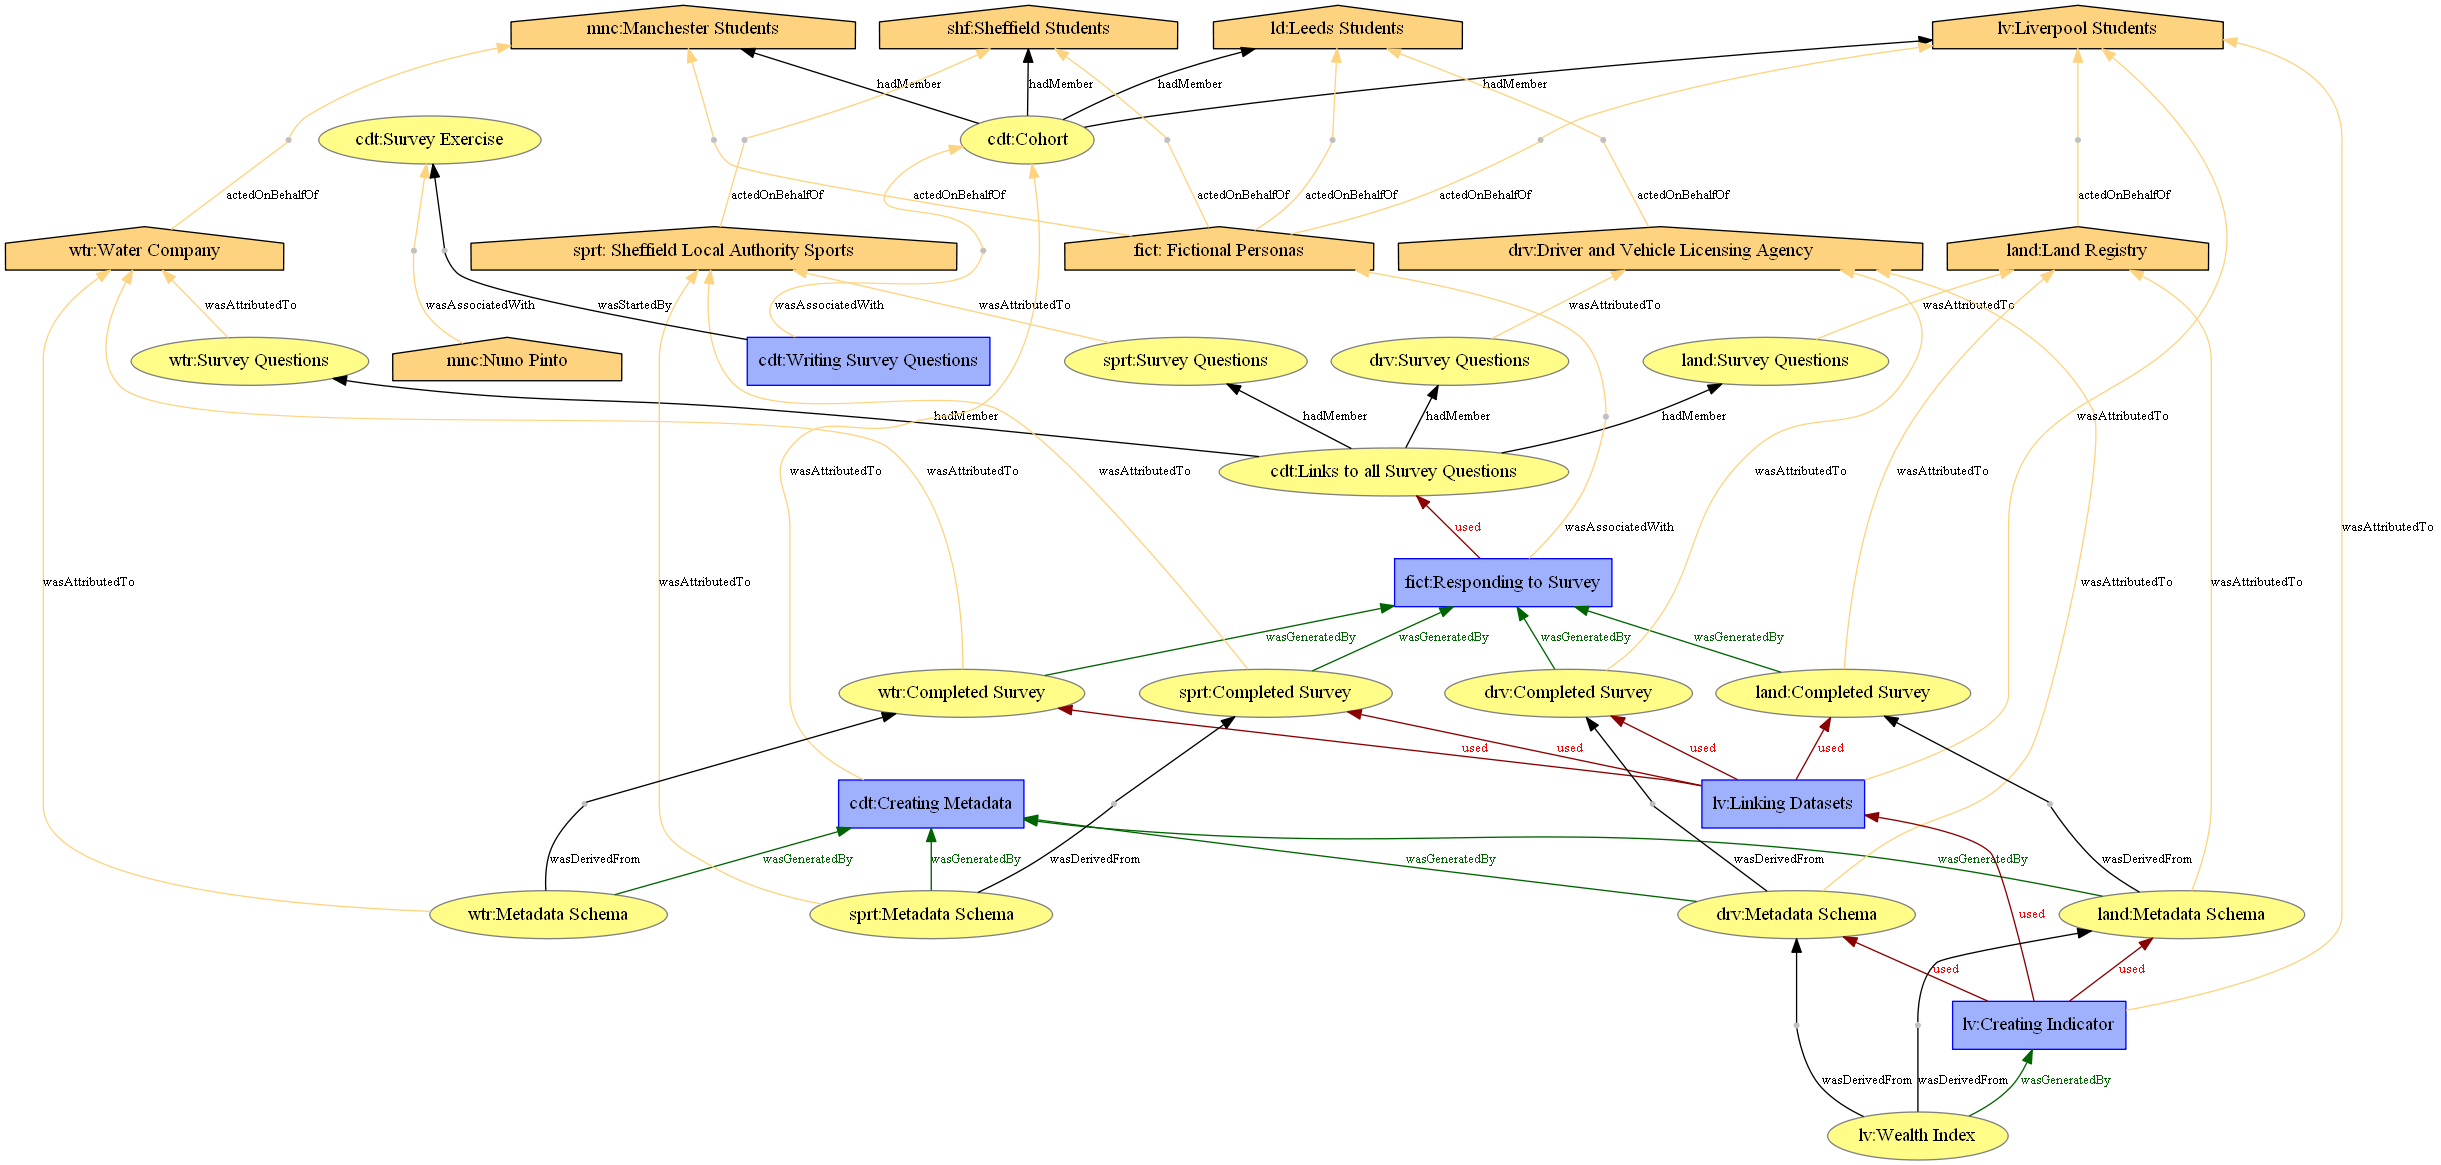 mnc:Manchester Students
shf:Sheffield Students
ld:Leeds Students
lv:Liverpool Students
hadMember
hadMember
hadMember
hadMember
cdt:Survey Exercise
cdt:Cohort
actedOnBehalfOf
actedOnBehalfOf
actedOnBehalfOf
actedOnBehalfOf
actedOnBehalfOf
actedOnBehalfOf
actedOnBehalfOf
actedOnBehalfOf
wtr:Water Company
sprt: Sheffield Local Authority Sports
fict: Fictional Personas
drv:Driver and Vehicle Licensing Agency
land:Land Registry
wasAttributedTo
wasAssociatedWith
wasStartedBy
wasAssociatedWith
wasAttributedTo
wasAttributedTo
wasAttributedTo
wtr:Survey Questions
mnc:Nuno Pinto
cdt:Writing Survey Questions
sprt:Survey Questions
drv:Survey Questions
land:Survey Questions
hadMember
hadMember
hadMember
hadMember
wasAttributedTo
wasAttributedTo
wasAttributedTo
wasAttributedTo
cdt:Links to all Survey Questions
wasAttributedTo
wasAttributedTo
used
wasAssociatedWith
wasAttributedTo
wasAttributedTo
wasAttributedTo
fict:Responding to Survey
wasAttributedTo
wasAttributedTo
wasGeneratedBy
wasGeneratedBy
wasGeneratedBy
wasGeneratedBy
wtr:Completed Survey
sprt:Completed Survey
drv:Completed Survey
land:Completed Survey
used
used
used
used
cdt:Creating Metadata
lv:Linking Datasets
wasDerivedFrom
wasGeneratedBy
wasGeneratedBy
wasDerivedFrom
wasGeneratedBy
wasDerivedFrom
wasGeneratedBy
wasDerivedFrom
wtr:Metadata Schema
sprt:Metadata Schema
drv:Metadata Schema
used
land:Metadata Schema
used
used
lv:Creating Indicator
wasDerivedFrom
wasDerivedFrom
wasGeneratedBy
lv:Wealth Index